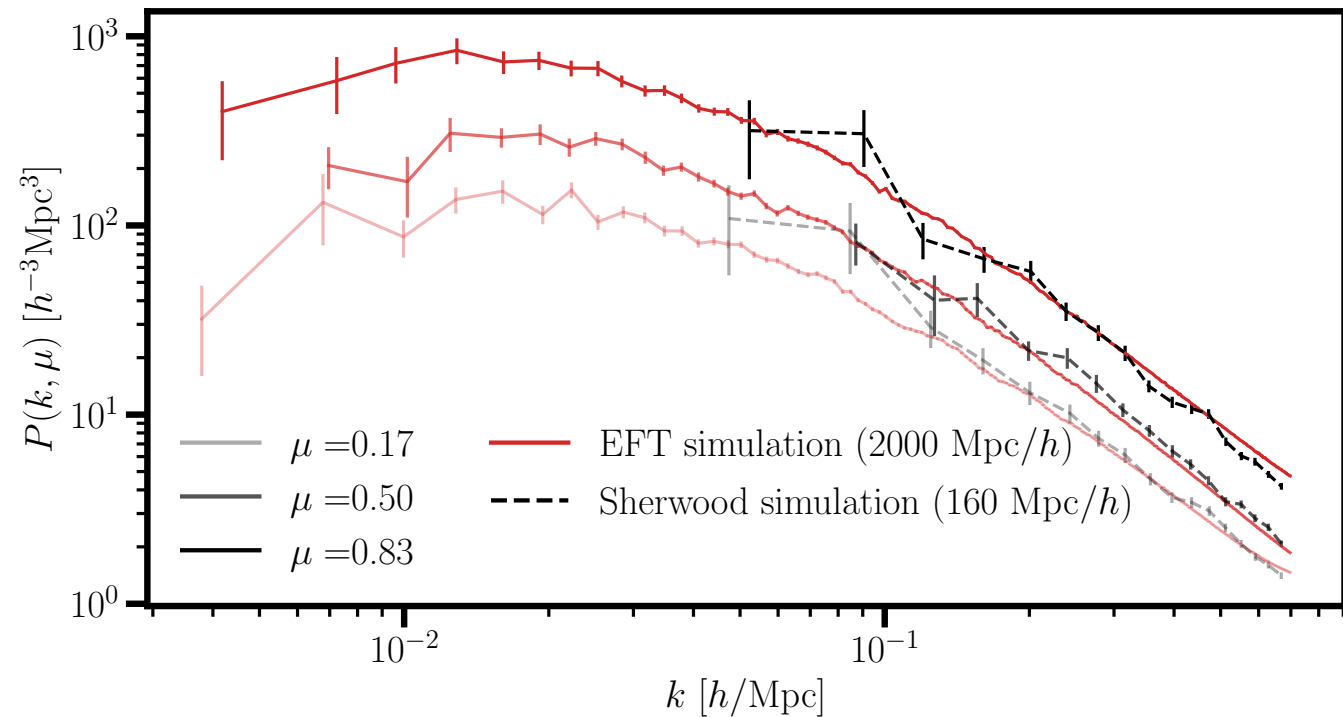 10³
10²
10¹
10⁰
P(k, μ) [h⁻³Mpc³]
μ =0.17
μ =0.50
μ =0.83
EFT simulation (2000 Mpc/h)
Sherwood simulation (160 Mpc/h)
10⁻²
10⁻¹
k [h/Mpc]